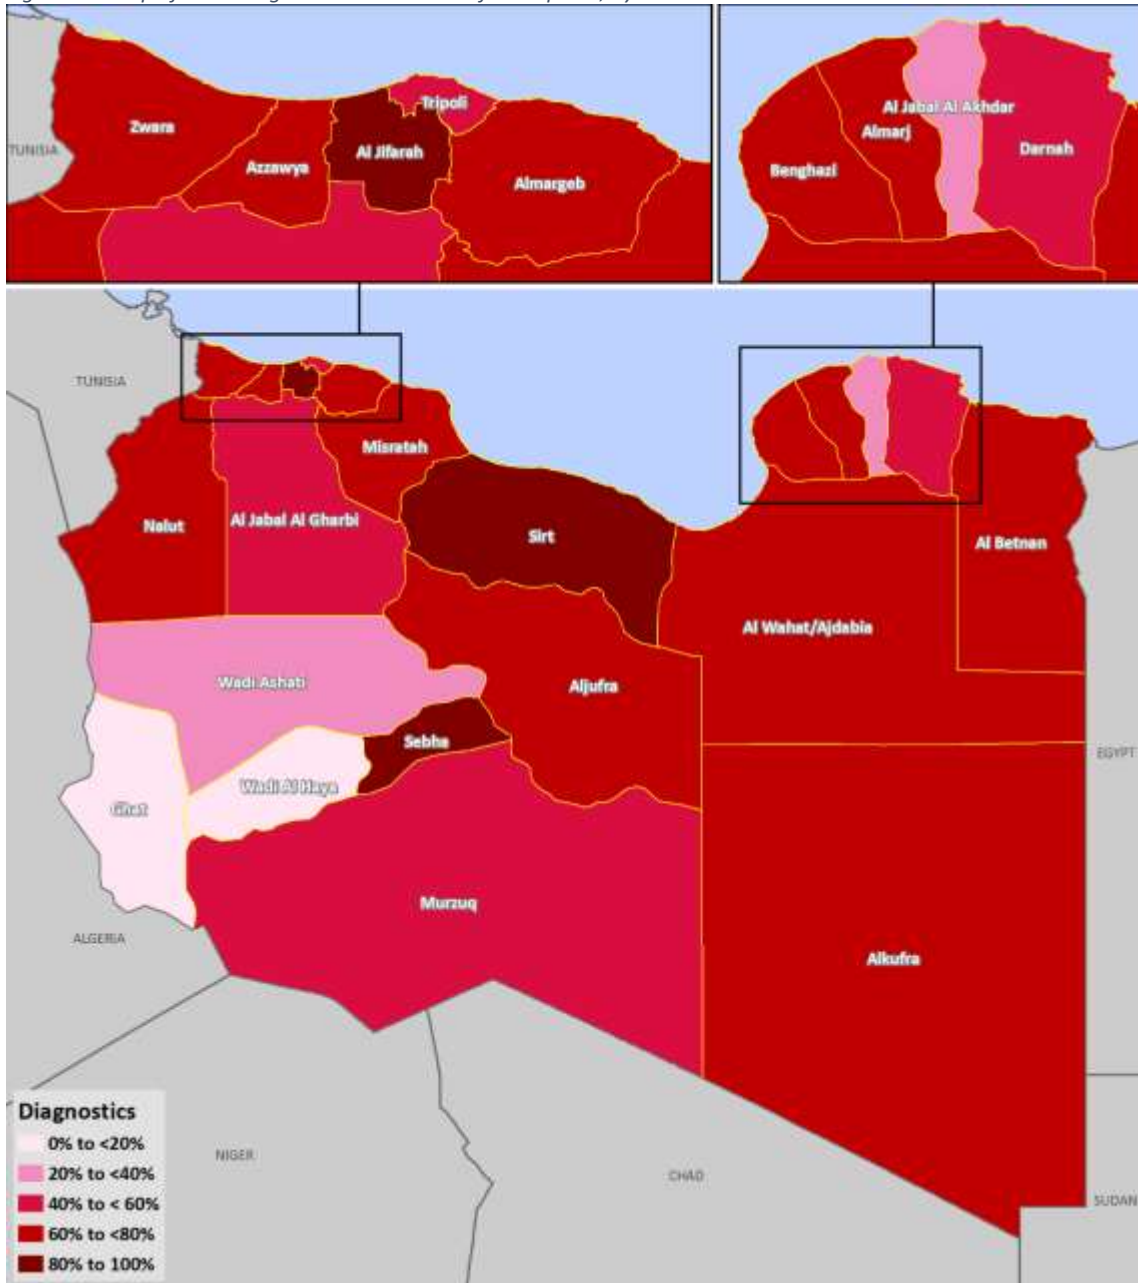 Zwara
TUNISIA
Azzawya
Al Jifarah
Tripoli
Almargeb
Al Jabal Al Akhdar
Almarj
Darnah
Benghazi
TUNISIA
Misratah
Nalut
Al Jabal Al Gharbi
Sirt
Al Betnan
Al Wahat/Ajdabia
Wadi Ashati
Aljufra
Sebha
EGYPT
Wadi Al Haya
Ghat
Murzuq
ALGERIA
Alkufra
NIGER
CHAD
SUDAN
Diagnostics
0% to <20%
20% to <40%
40% to < 60%
60% to <80%
80% to 100%